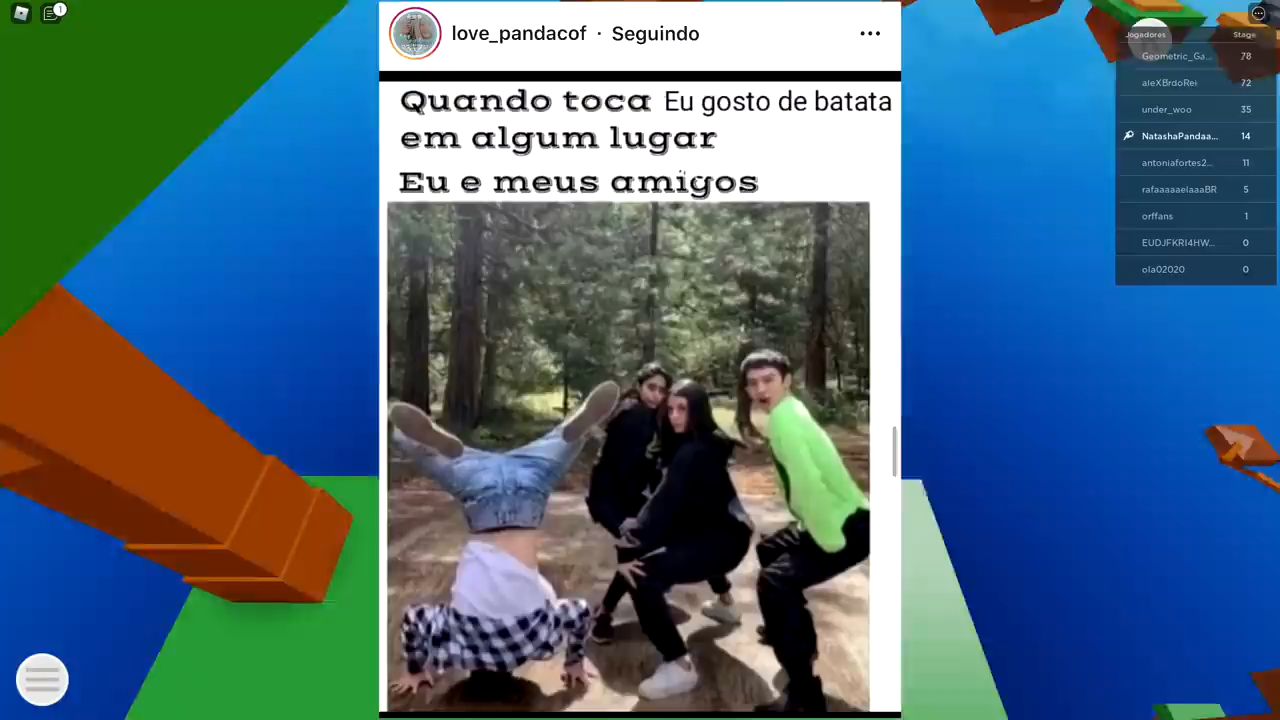 1
love_pandacof · Seguindo
Quando toca Eu gosto de batata
em algum lugar
Eu e meus amigos
Jogadores Stage
Geometric_Ga... 78
aleXBrdoRei 72
under_woo 35
NatashaPandaa... 14
antoniafortes2... 11
rafaaaaaelaaaBR 5
orffans 1
EUDJFKRI4HW... 0
ola02020 0